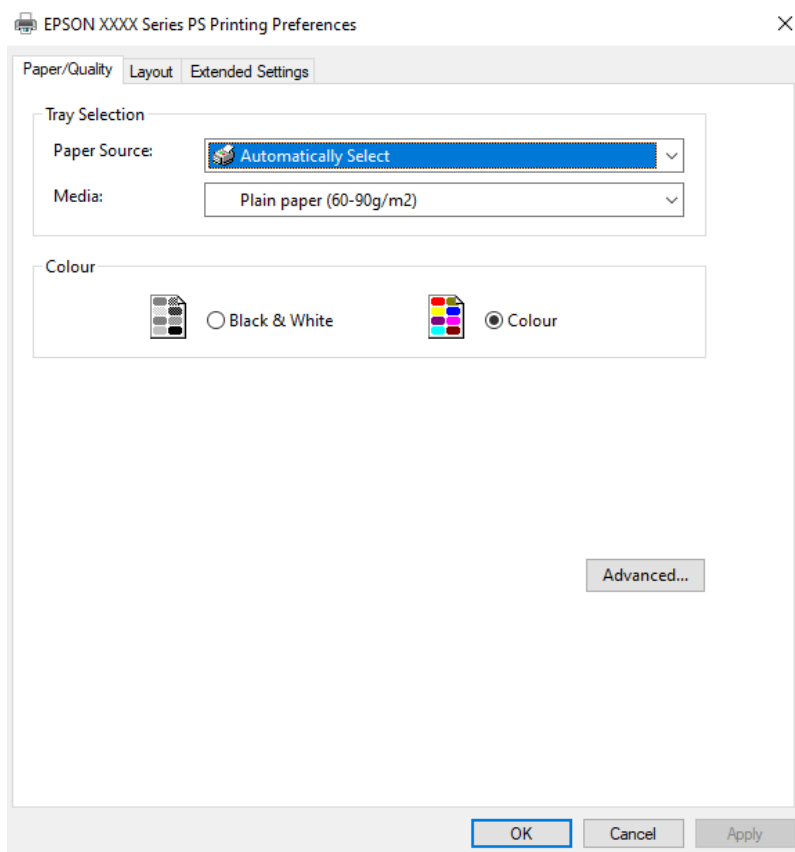 EPSON XXXX Series PS Printing Preferences
Paper/Quality Layout Extended Settings
Tray Selection
Paper Source: Automatically Select
Media: Plain paper (60-90g/m2)
Colour
Black & White Colour
Advanced...
OK Cancel Apply